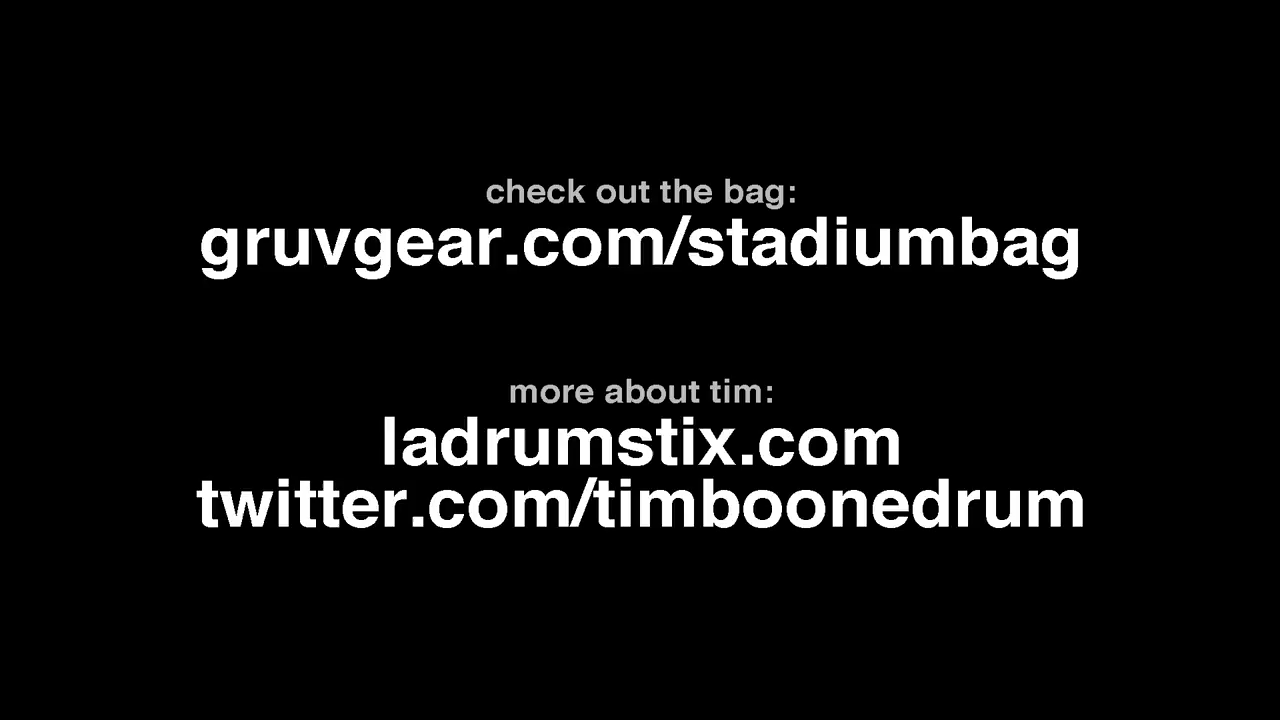 check out the bag:
gruvgear.com/stadiumbag
more about tim:
ladrumstix.com
twitter.com/timboonedrum